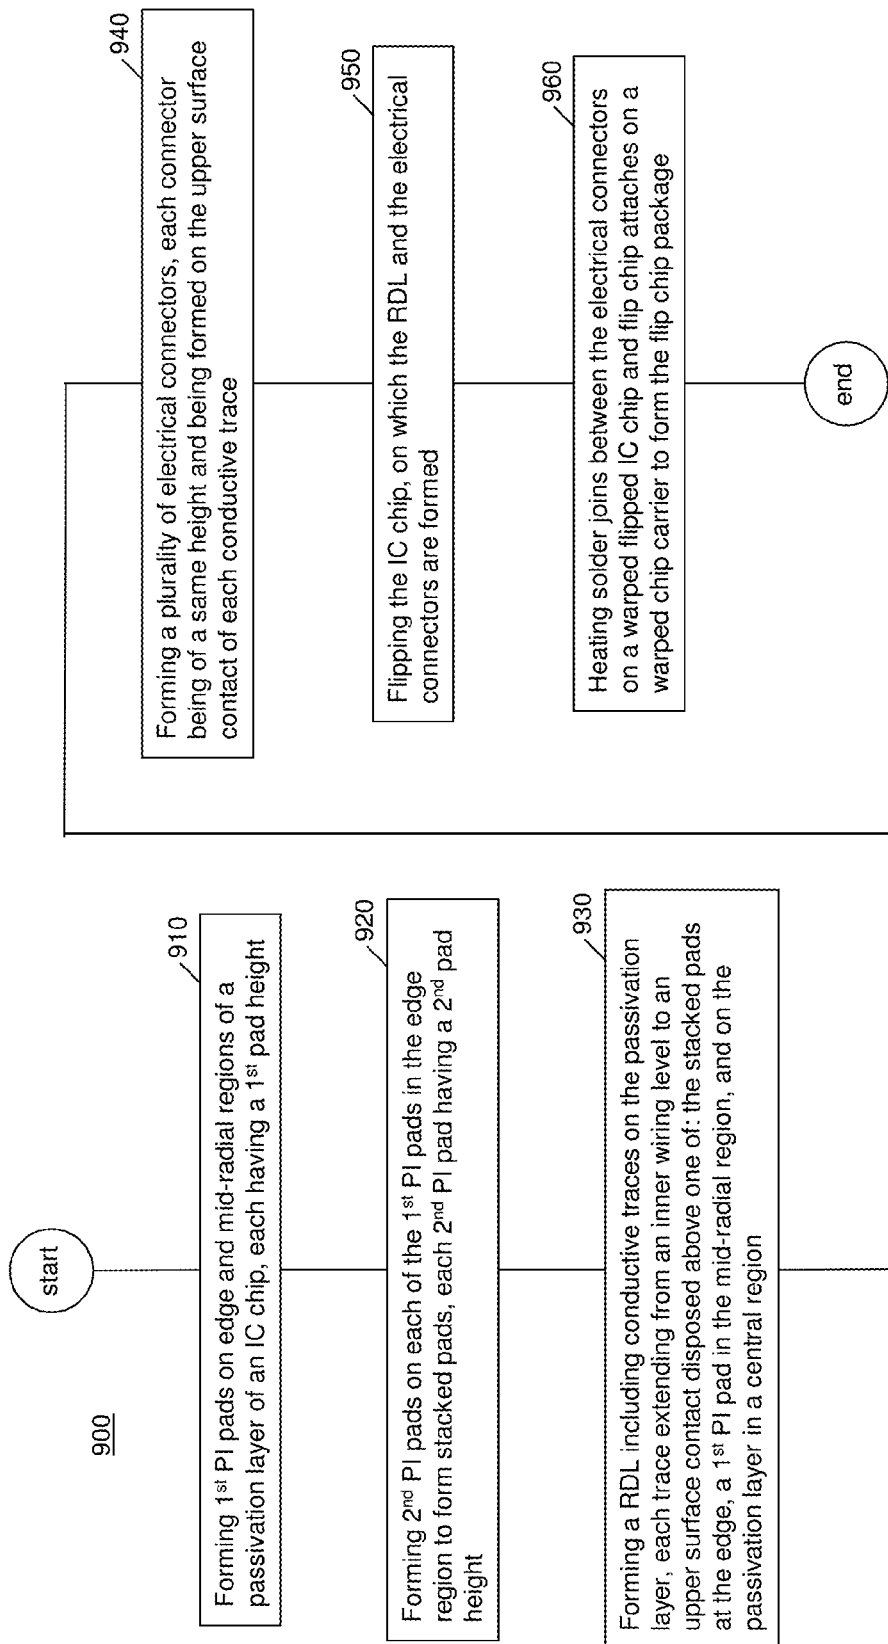 900
start
910
Forming 1st PI pads on edge and mid-radial regions of a
passivation layer of an IC chip, each having a 1st pad height
920
Forming 2nd PI pads on each of the 1st PI pads in the edge
region to form stacked pads, each 2nd PI pad having a 2nd pad
height
930
Forming a RDL including conductive traces on the passivation
layer, each trace extending from an inner wiring level to an
upper surface contact disposed above one of: the stacked pads
at the edge, a 1st PI pad in the mid-radial region, and on the
passivation layer in a central region
940
Forming a plurality of electrical connectors, each connector
being of a same height and being formed on the upper surface
contact of each conductive trace
950
Flipping the IC chip, on which the RDL and the electrical
connectors are formed
960
Heating solder joins between the electrical connectors
on a warped flipped IC chip and flip chip attaches on a
warped chip carrier to form the flip chip package
end